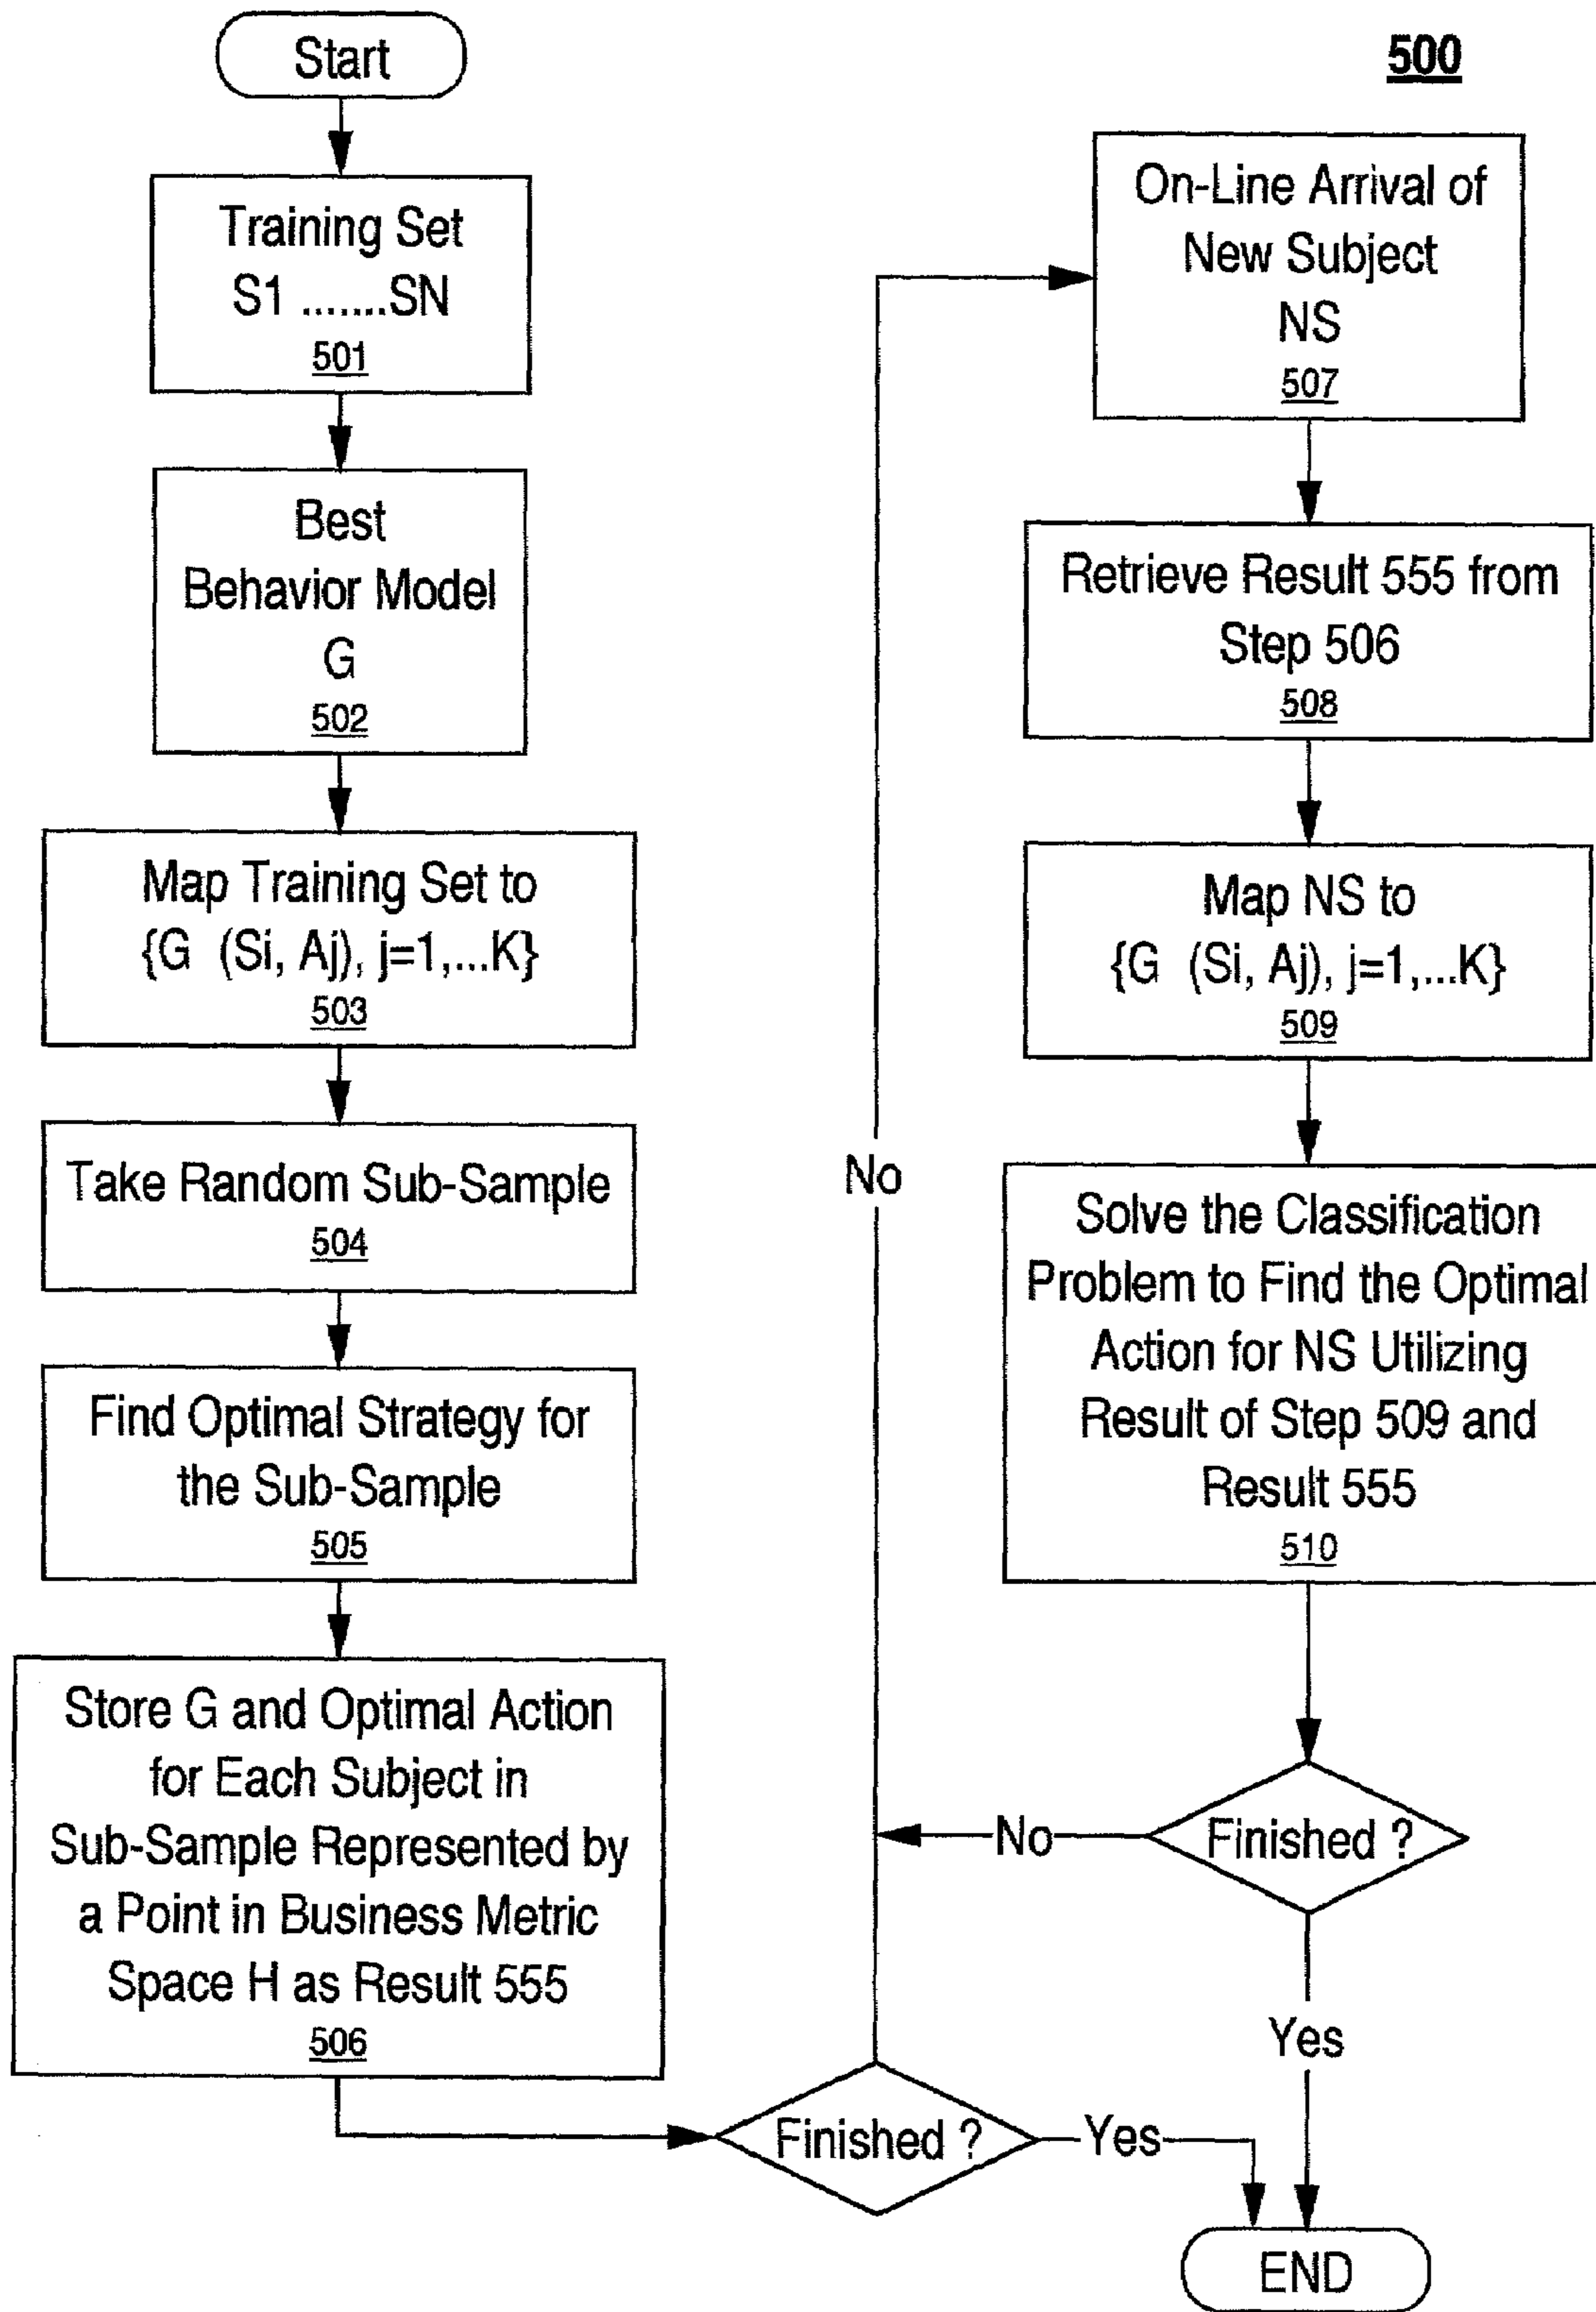 500
Start
Training Set
S1 .......SN
501
Best
Behavior Model
G
502
Map Training Set to
{G (Si, Aj), j=1,...K}
503
Take Random Sub-Sample
504
Find Optimal Strategy for
the Sub-Sample
505
Store G and Optimal Action
for Each Subject in
Sub-Sample Represented by
a Point in Business Metric
Space H as Result 555
506
Finished ?
Yes
No
On-Line Arrival of
New Subject
NS
507
Retrieve Result 555 from
Step 506
508
Map NS to
{G (Si, Aj), j=1,...K}
509
Solve the Classification
Problem to Find the Optimal
Action for NS Utilizing
Result of Step 509 and
Result 555
510
Finished ?
No
Yes
END